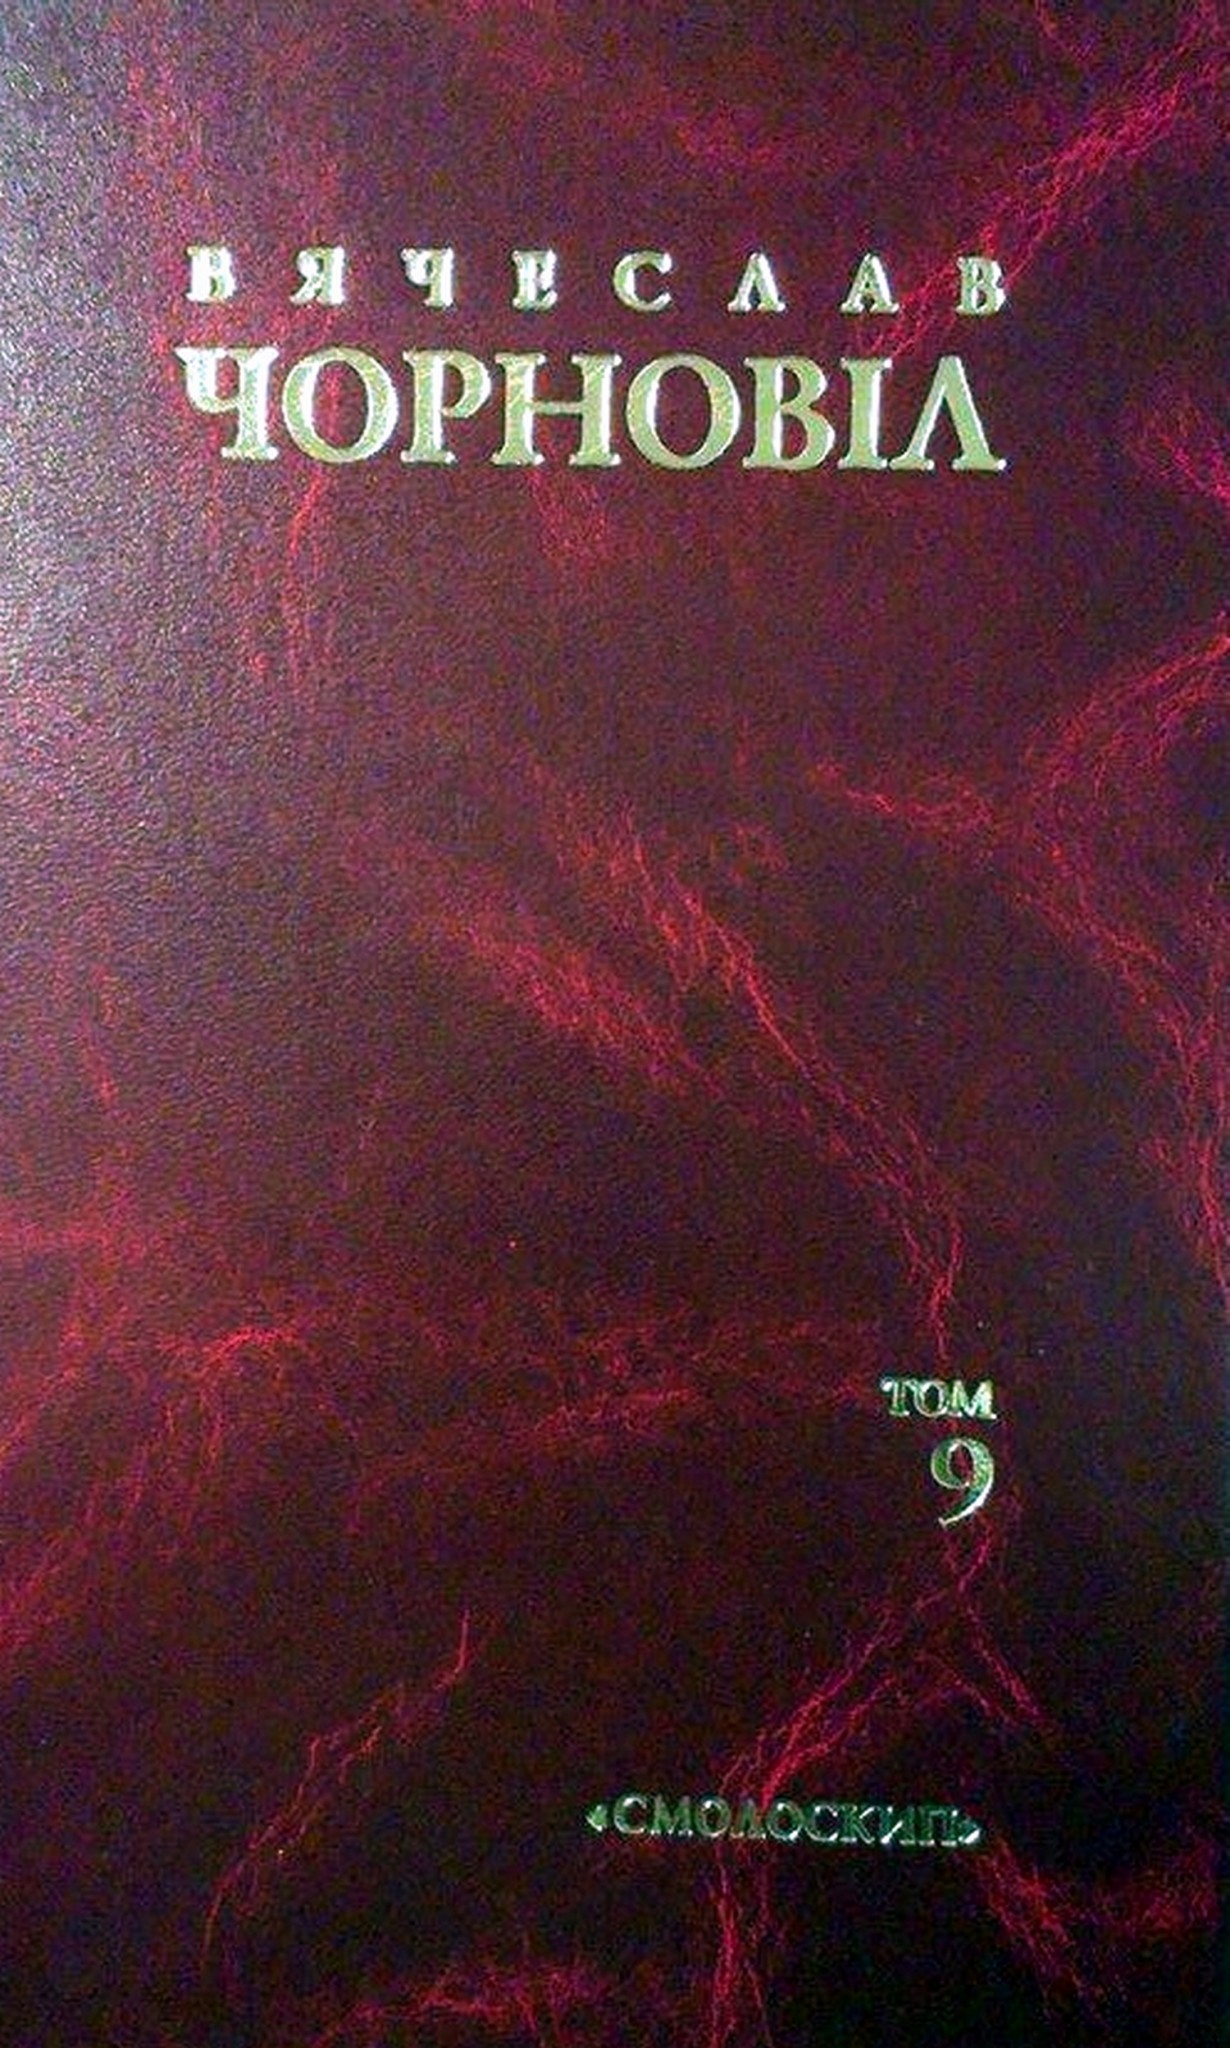 ВЯЧЕСЛАВ
ЧОРНОВІЛ
ТОМ
9
«СМОЛОСКИП»